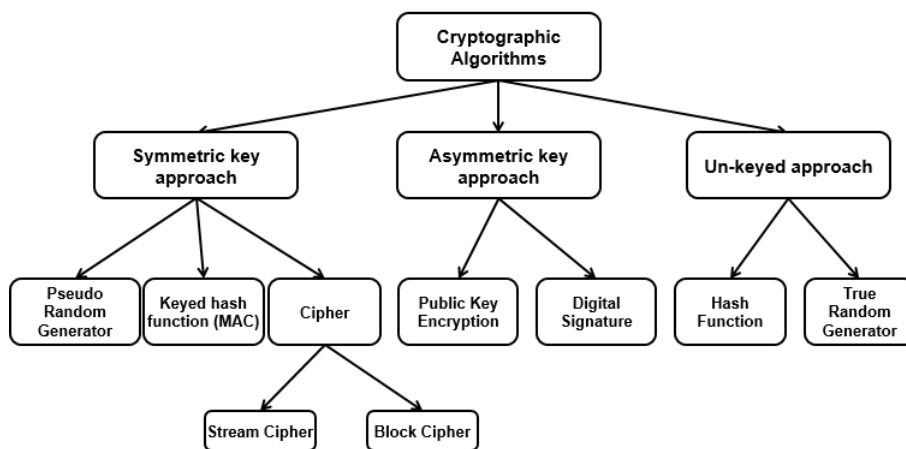 Cryptographic
Algorithms
Symmetric key
approach
Asymmetric key
approach
Un-keyed approach
Pseudo
Random
Generator
Keyed hash
function (MAC)
Cipher
Public Key
Encryption
Digital
Signature
Hash
Function
True
Random
Generator
Stream Cipher
Block Cipher